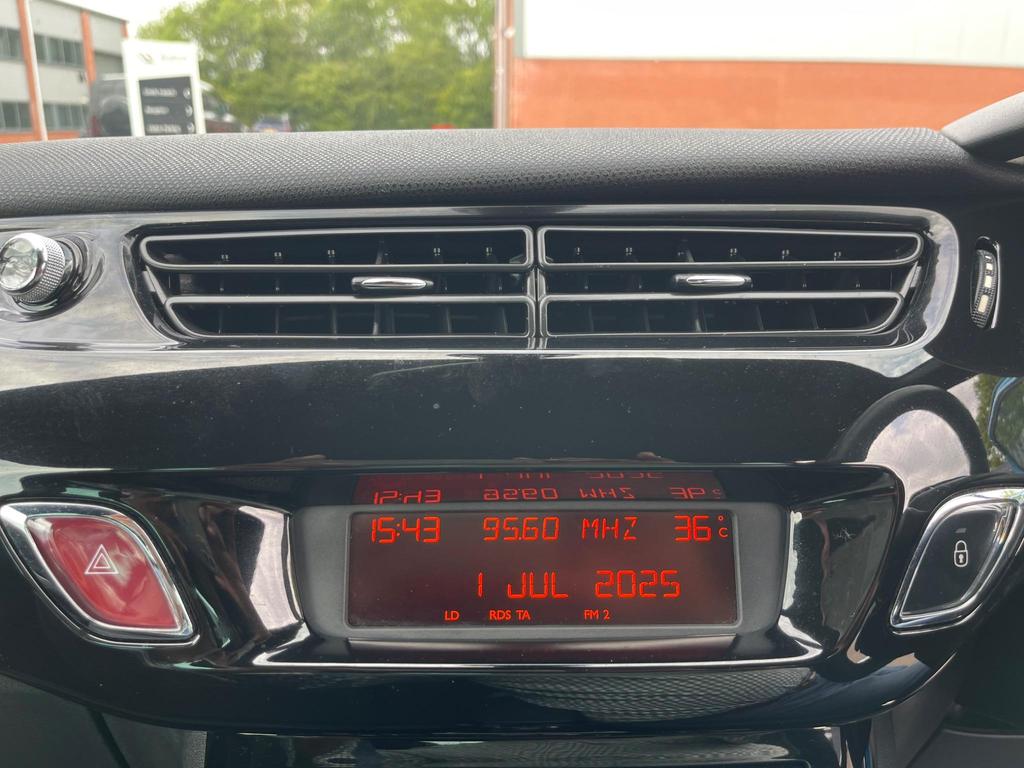 15:43 95.60 MHZ 36°C
1 JUL 2025
LD RDS TA FM 2